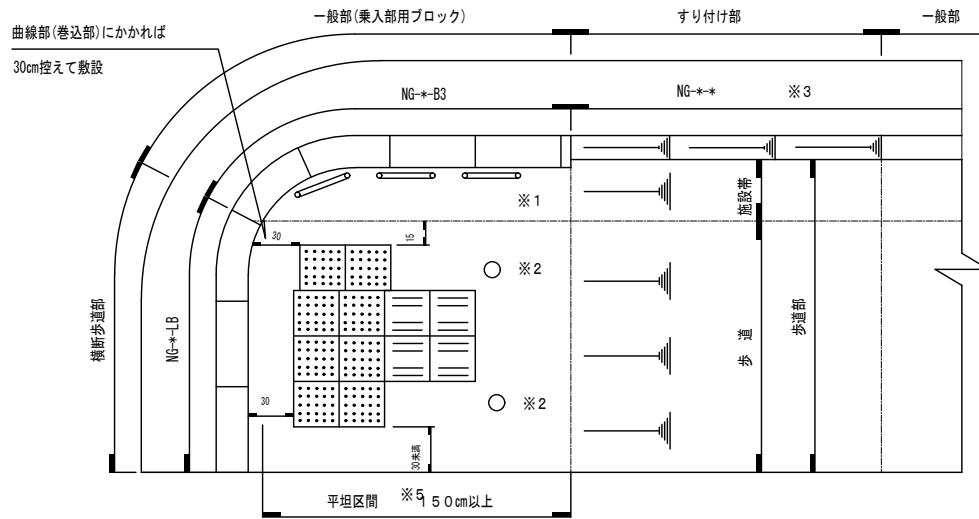 一般部(乗入部用ブロック)
すり付け部
一般部
曲線部(巻込部)にかかれば
30cm控えて敷設
NG-*-B3
NG-*-*
※3
※1
施設帯
30
15
※2
横断歩道部
NG-*-LB
歩道
歩道部
※2
30
30未満
平坦区間
※5
150cm以上